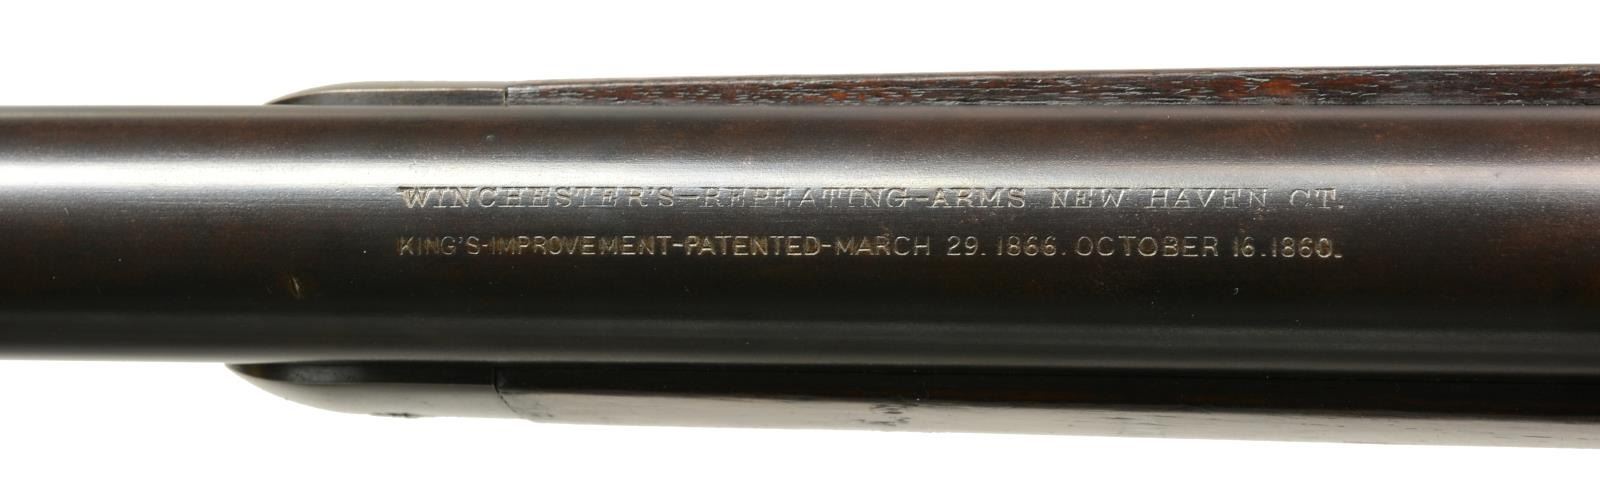 WINCHESTER'S-REPEATING-ARMS. NEW HAVEN. CT.
KING'S-IMPROVEMENT-PATENTED-MARCH 29. 1866. OCTOBER 16. 1860.